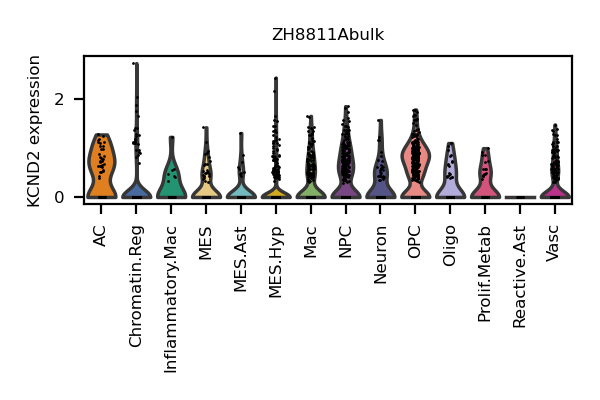 ZH8811Abulk
KCND2 expression
2
0
AC
Chromatin.Reg
Inflammatory.Mac
MES
MES.Ast
MES.Hyp
Mac
NPC
Neuron
OPC
Oligo
Prolif.Metab
Reactive.Ast
Vasc